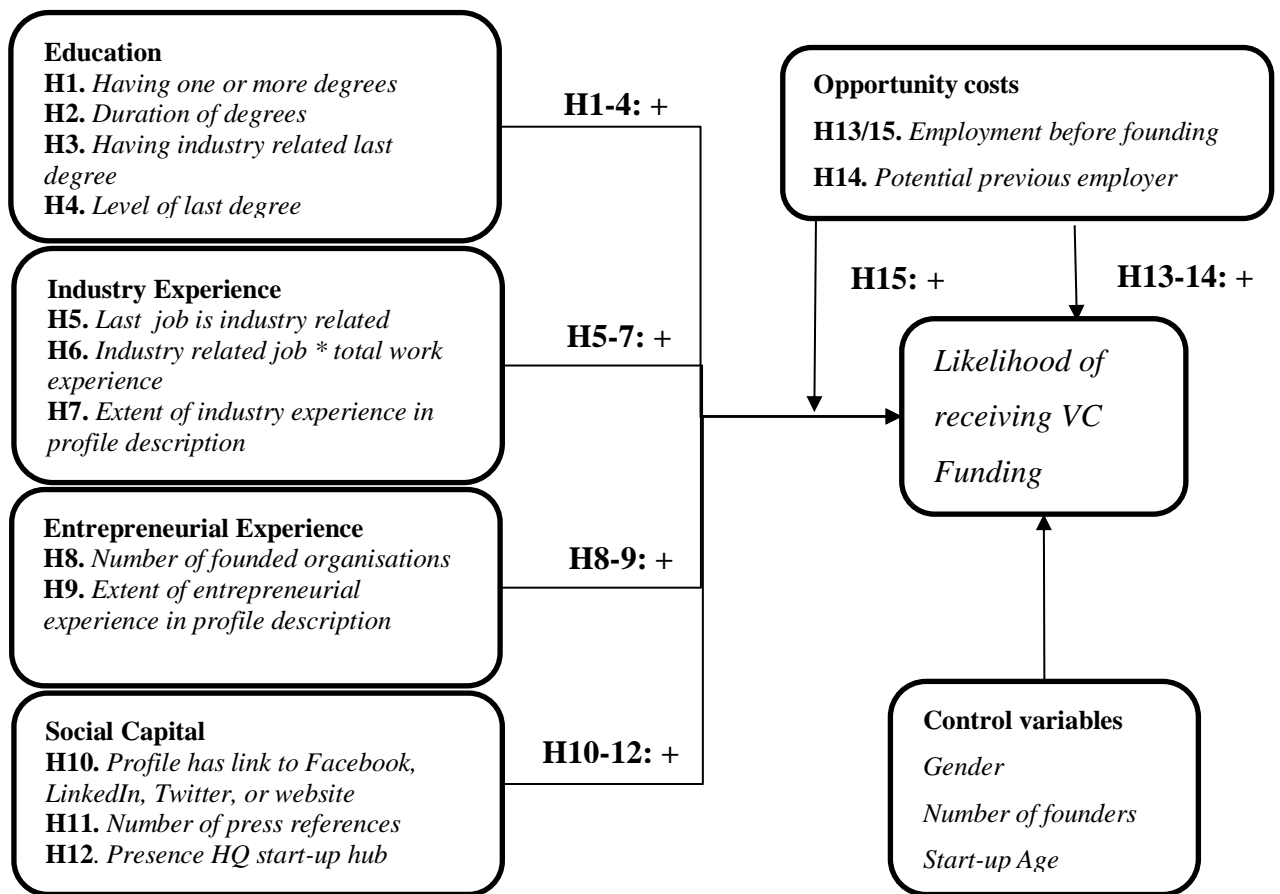 Education
H1. Having one or more degrees
H2. Duration of degrees
H3. Having industry related last
degree
H4. Level of last degree
H1-4: +
Industry Experience
H5. Last job is industry related
H6. Industry related job * total work
experience
H7. Extent of industry experience in
profile description
H5-7: +
Entrepreneurial Experience
H8. Number of founded organisations
H9. Extent of entrepreneurial
experience in profile description
H8-9: +
Social Capital
H10. Profile has link to Facebook,
LinkedIn, Twitter, or website
H11. Number of press references
H12. Presence HQ start-up hub
H10-12: +
Opportunity costs
H13/15. Employment before founding
H14. Potential previous employer
H15: +
H13-14: +
Likelihood of
receiving VC
Funding
Control variables
Gender
Number of founders
Start-up Age